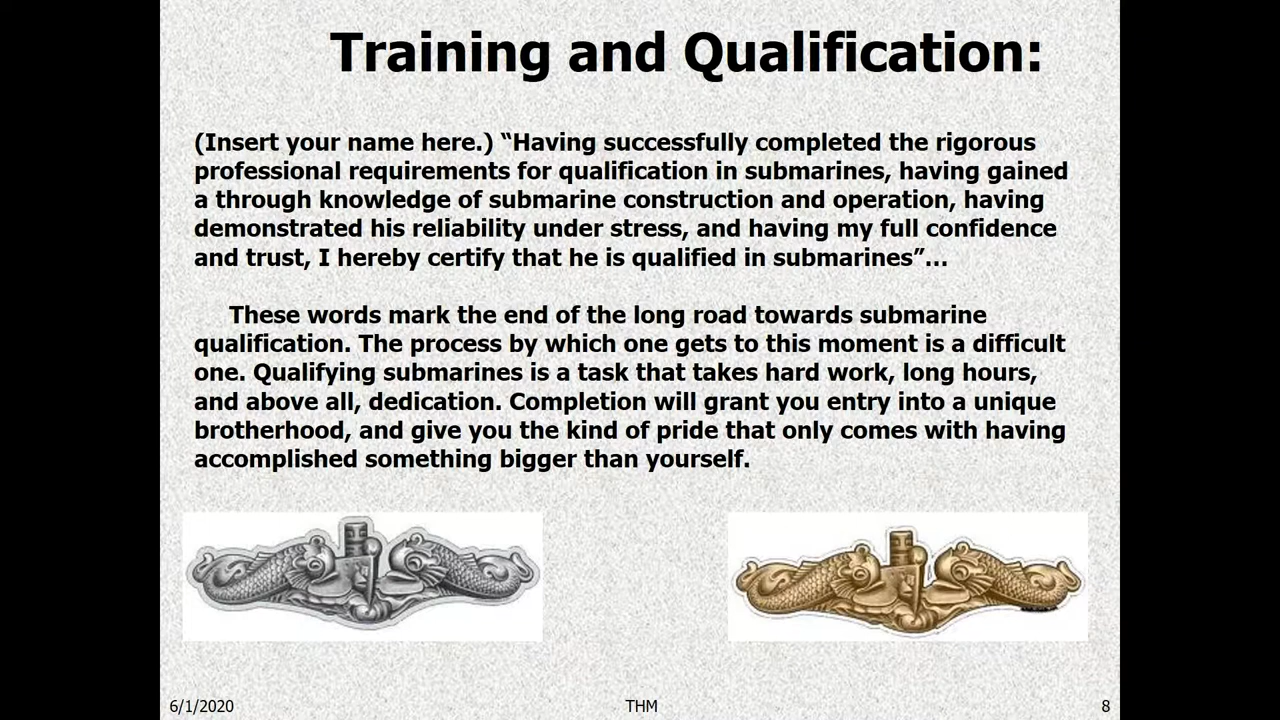 Training and Qualification:
(Insert your name here.) “Having successfully completed the rigorous
professional requirements for qualification in submarines, having gained
a through knowledge of submarine construction and operation, having
demonstrated his reliability under stress, and having my full confidence
and trust, I hereby certify that he is qualified in submarines”…
These words mark the end of the long road towards submarine
qualification. The process by which one gets to this moment is a difficult
one. Qualifying submarines is a task that takes hard work, long hours,
and above all, dedication. Completion will grant you entry into a unique
brotherhood, and give you the kind of pride that only comes with having
accomplished something bigger than yourself.
6/1/2020
THM
8